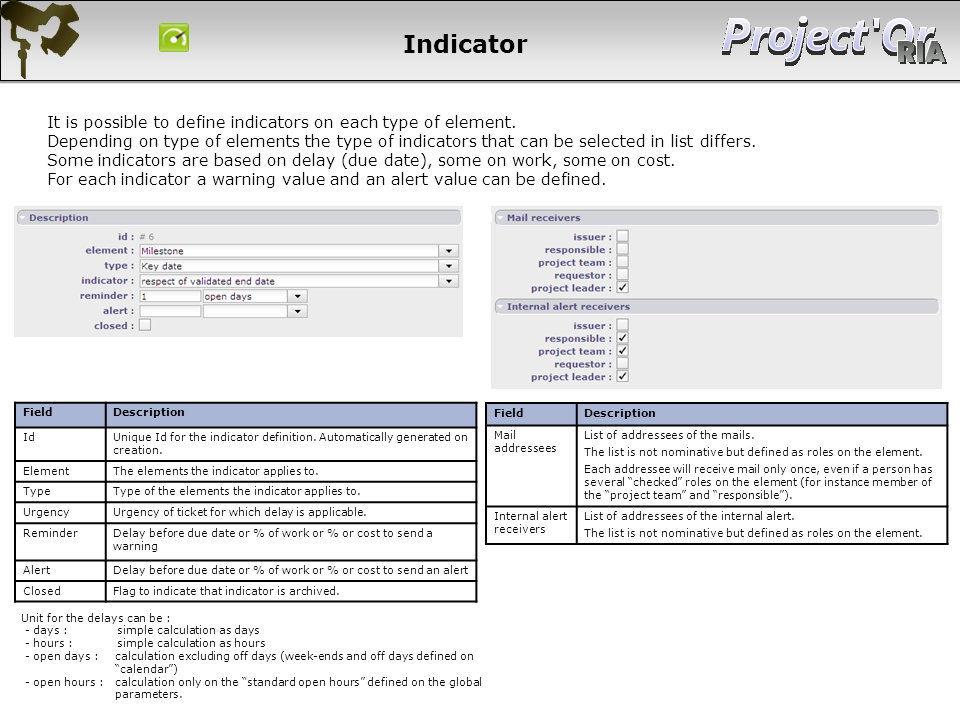 Indicator
Project'Or
RIA
It is possible to define indicators on each type of element.
Depending on type of elements the type of indicators that can be selected in list differs.
Some indicators are based on delay (due date), some on work, some on cost.
For each indicator a warning value and an alert value can be defined.
Description
id : # 6
element : Milestone
type : Key date
indicator : respect of validated end date
reminder : 1 open days
alert :
closed :
Mail receivers
issuer :
responsible :
project team :
requestor :
project leader :
Internal alert receivers
issuer :
responsible :
project team :
requestor :
project leader :
Field Description
Id Unique Id for the indicator definition. Automatically generated on
creation.
Element The elements the indicator applies to.
Type Type of the elements the indicator applies to.
Urgency Urgency of ticket for which delay is applicable.
Reminder Delay before due date or % of work or % or cost to send a
warning
Alert Delay before due date or % of work or % or cost to send an alert
Closed Flag to indicate that indicator is archived.
Field Description
Mail List of addressees of the mails.
addressees
The list is not nominative but defined as roles on the element.
Each addressee will receive mail only once, even if a person has
several “checked” roles on the element (for instance member of
the “project team” and “responsible”).
Internal alert List of addressees of the internal alert.
receivers The list is not nominative but defined as roles on the element.
Unit for the delays can be :
- days : simple calculation as days
- hours : simple calculation as hours
- open days : calculation excluding off days (week-ends and off days defined on
“calendar”)
- open hours : calculation only on the “standard open hours” defined on the global
parameters.